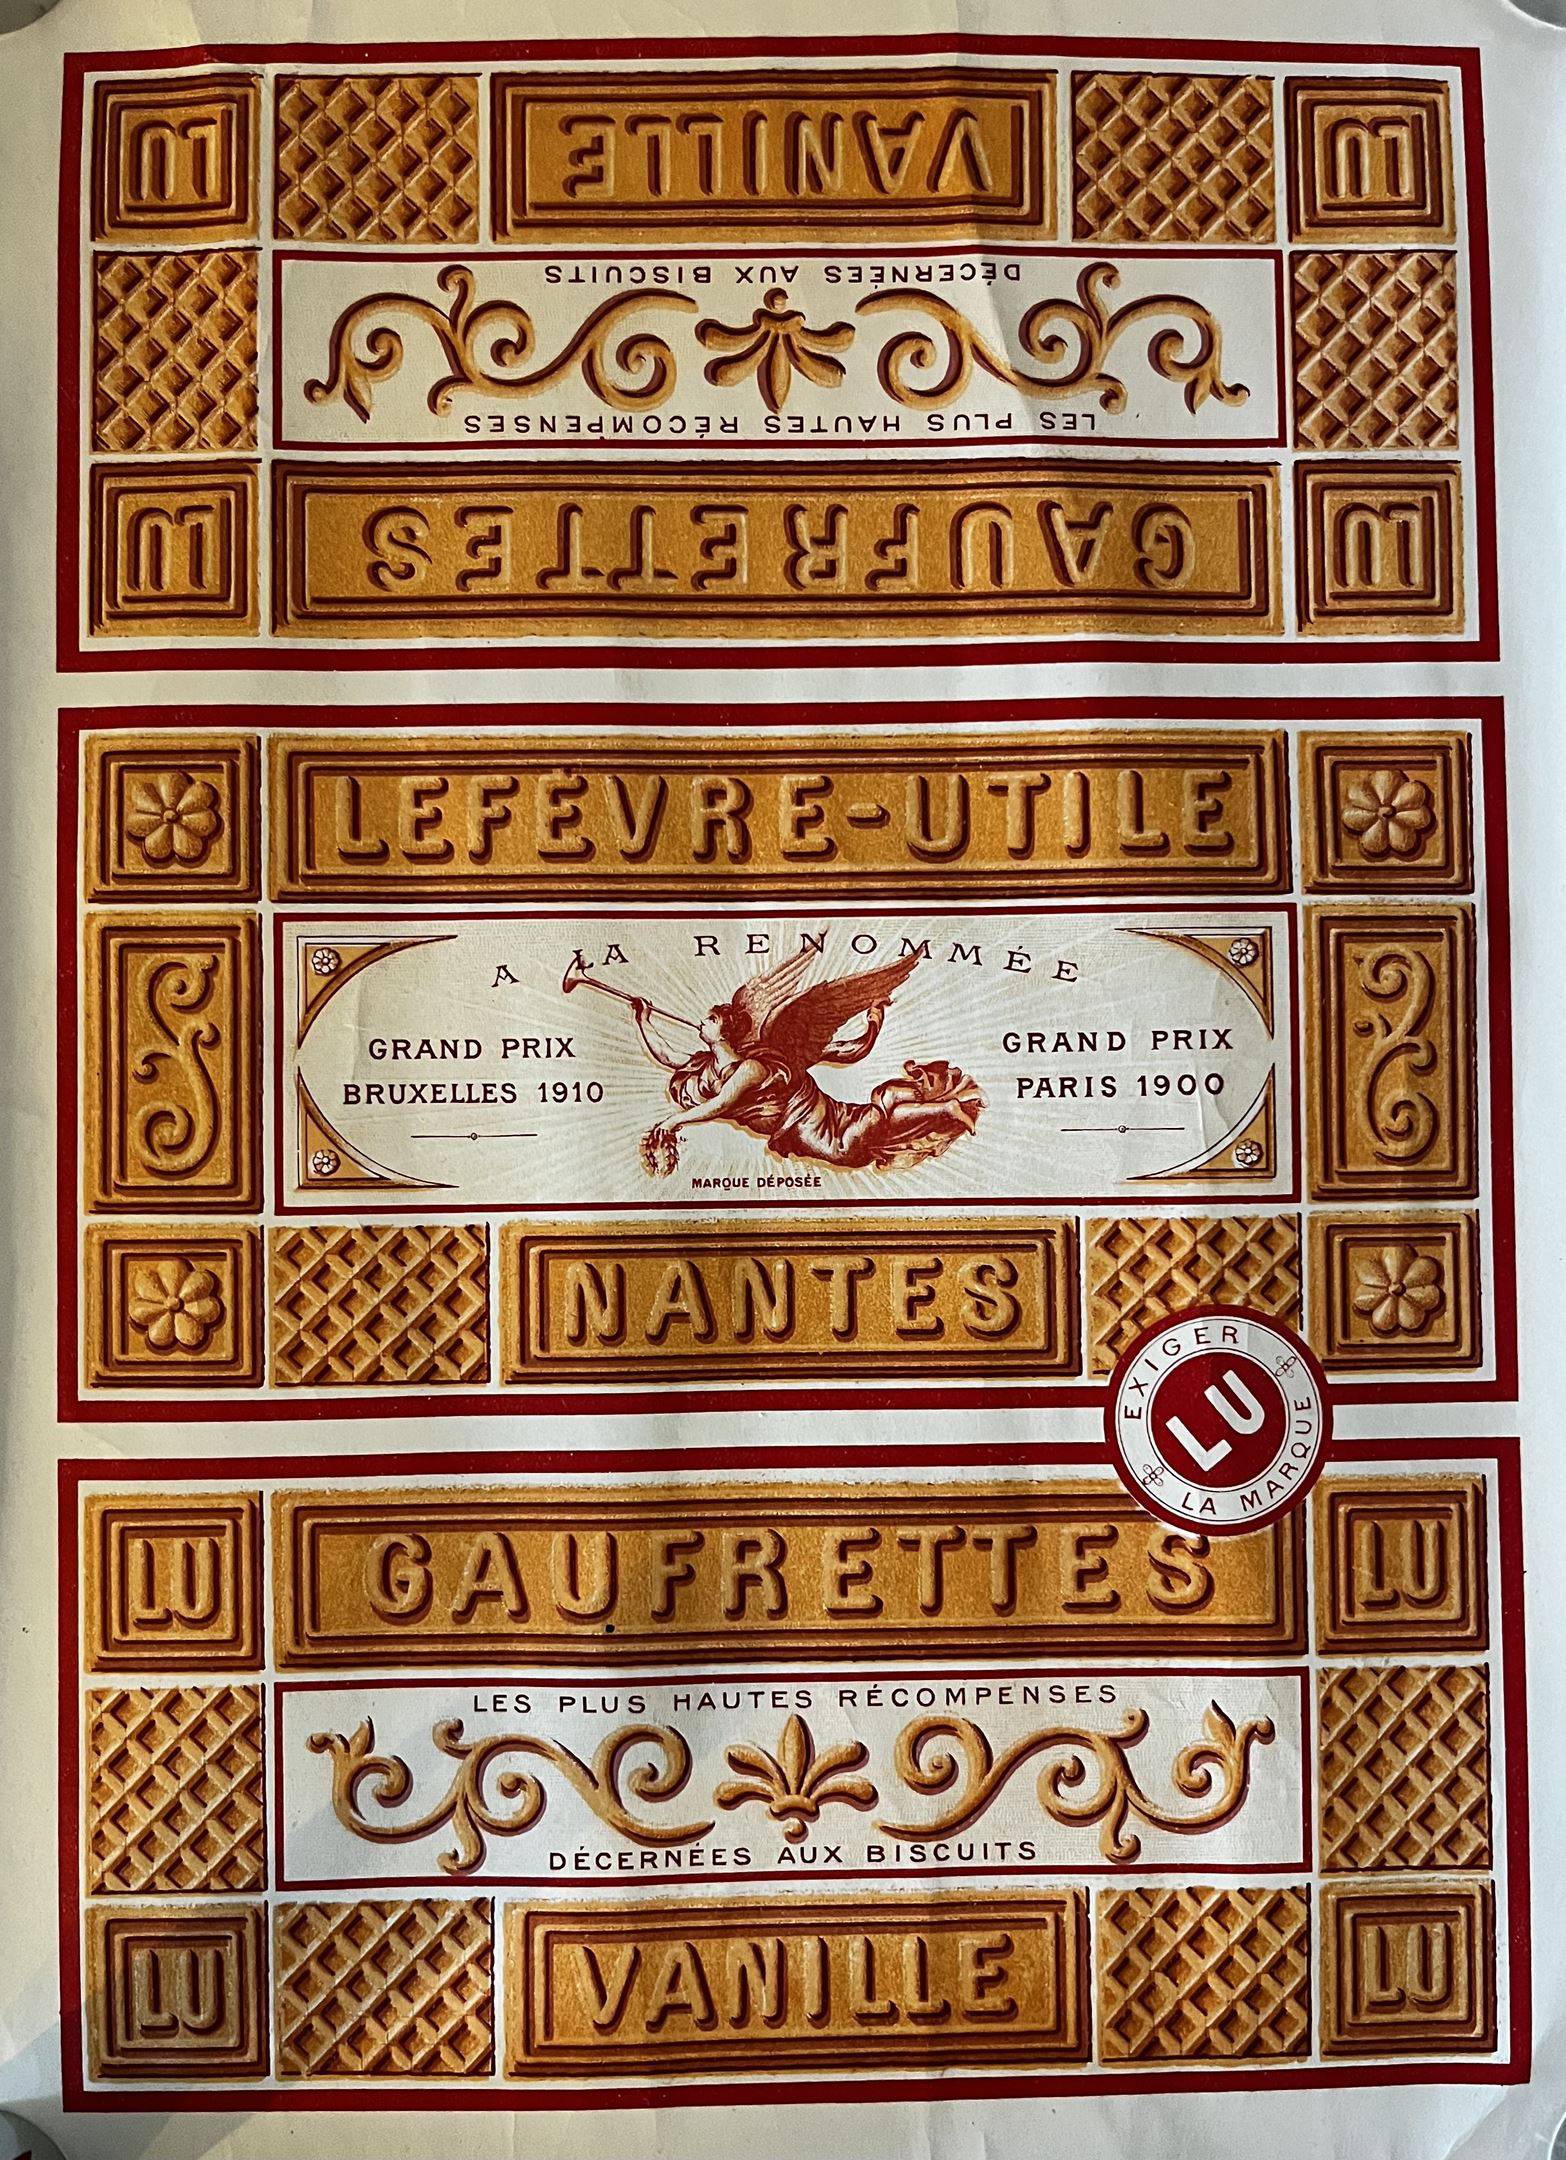 LU
VANILLE
LU
DÉCERNÉES AUX BISCUITS
LES PLUS HAUTES RÉCOMPENSES
LU
GAUFRETTES
LU
LEFÈVRE-UTILE
A LA RENOMMÉE
GRAND PRIX
BRUXELLES 1910
GRAND PRIX
PARIS 1900
MARQUE DÉPOSÉE
NANTES
EXIGER
LU
LA MARQUE
LU
GAUFRETTES
LU
LES PLUS HAUTES RÉCOMPENSES
DÉCERNÉES AUX BISCUITS
LU
VANILLE
LU